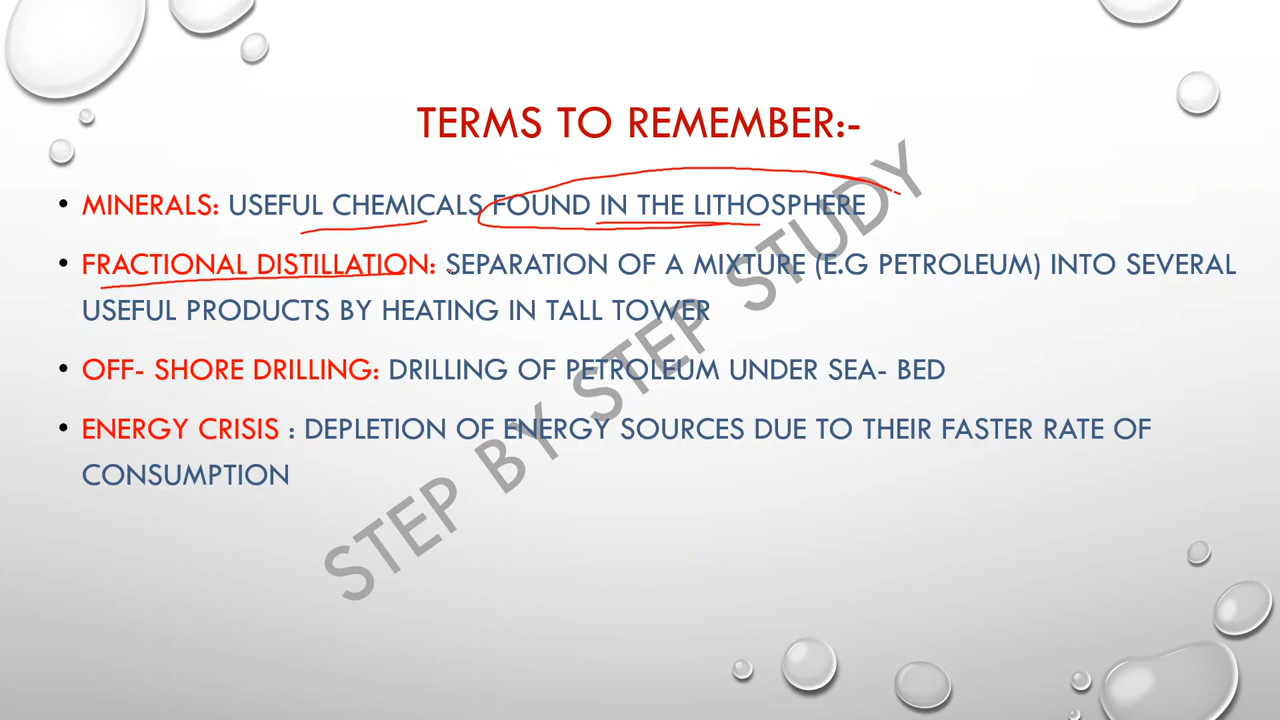 TERMS TO REMEMBER:-
• MINERALS: USEFUL CHEMICALS FOUND IN THE LITHOSPHERE
• FRACTIONAL DISTILLATION: SEPARATION OF A MIXTURE (E.G PETROLEUM) INTO SEVERAL
USEFUL PRODUCTS BY HEATING IN TALL TOWER
• OFF- SHORE DRILLING: DRILLING OF PETROLEUM UNDER SEA- BED
• ENERGY CRISIS : DEPLETION OF ENERGY SOURCES DUE TO THEIR FASTER RATE OF
CONSUMPTION
STEP BY STEP STUDY